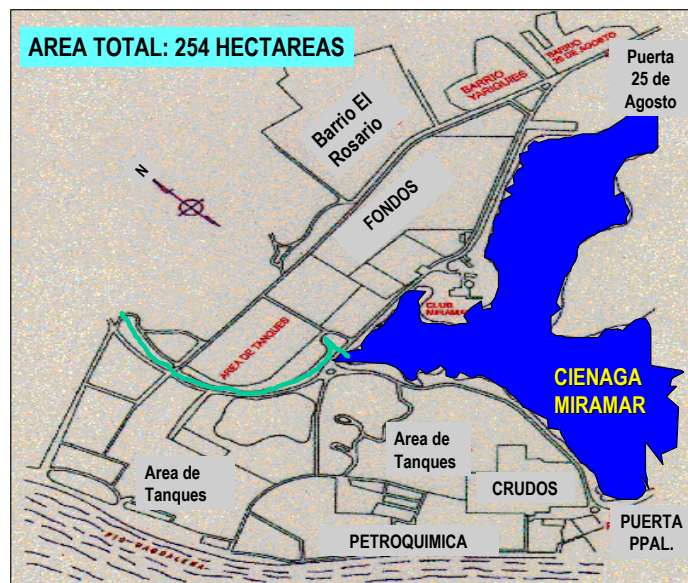 AREA TOTAL: 254 HECTAREAS
BARRIO
25 DE AGOSTO
BARRIO
YARIGUIES
Puerta
25 de
Agosto
Barrio El
Rosario
N
FONDOS
CLUB
MIRAMAR
AREA DE TANQUES
CIENAGA
MIRAMAR
Area de
Tanques
Area de
Tanques
CRUDOS
PETROQUIMICA
PUERTA
PPAL.
RIO MAGDALENA